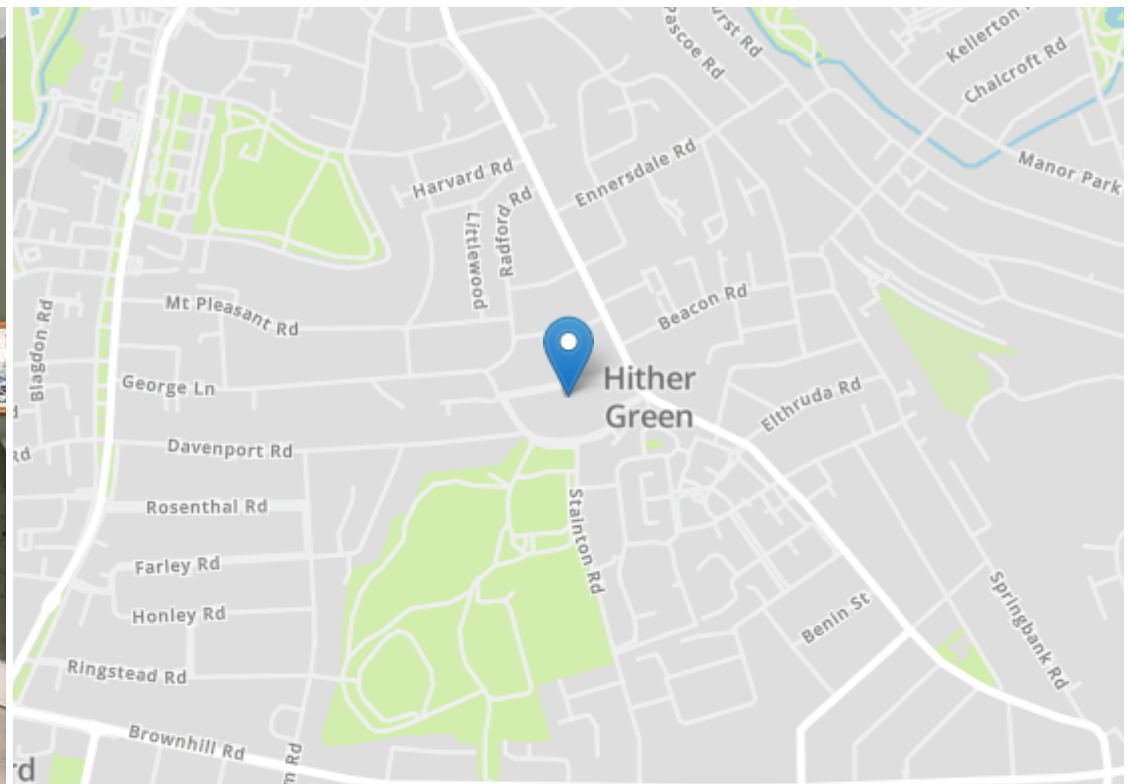 Pascoe Rd
urst Rd
Kellerton
Chalcroft Rd
Manor Park
Harvard Rd
Ennersdale Rd
Radford Rd
Littlewood
Blagdon Rd
Mt Pleasant Rd
Beacon Rd
George Ln
Hither
Green
Elthruda Rd
Davenport Rd
Rd
Rosenthal Rd
Stainton Rd
Farley Rd
Honley Rd
Benin St
Springbank Rd
Ringstead Rd
Brownhill Rd
n Rd
rd